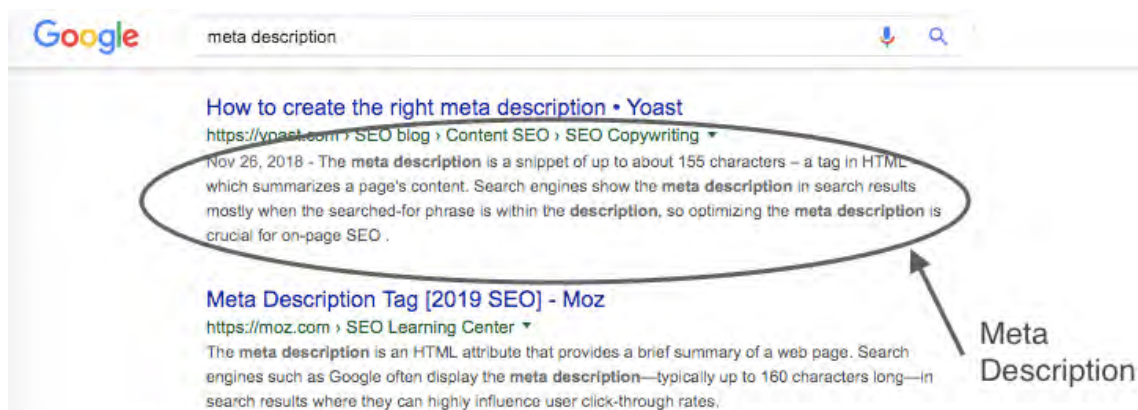 Google
meta description
How to create the right meta description • Yoast
https://yoast.com › SEO blog › Content SEO › SEO Copywriting ▼
Nov 26, 2018 - The meta description is a snippet of up to about 155 characters – a tag in HTML
which summarizes a page's content. Search engines show the meta description in search results
mostly when the searched-for phrase is within the description, so optimizing the meta description is
crucial for on-page SEO .
Meta Description Tag [2019 SEO] - Moz
https://moz.com › SEO Learning Center ▼
The meta description is an HTML attribute that provides a brief summary of a web page. Search
engines such as Google often display the meta description—typically up to 160 characters long—in
search results where they can highly influence user click-through rates.
Meta
Description